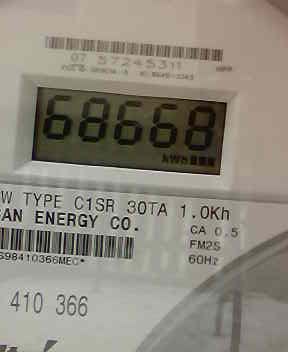 07 57245311
68668
kWh
W TYPE C1SR 30TA 1.0Kh
AN ENERGY CO.
CA 0.5
FM2S
60Hz
698410366MEC*
410 366